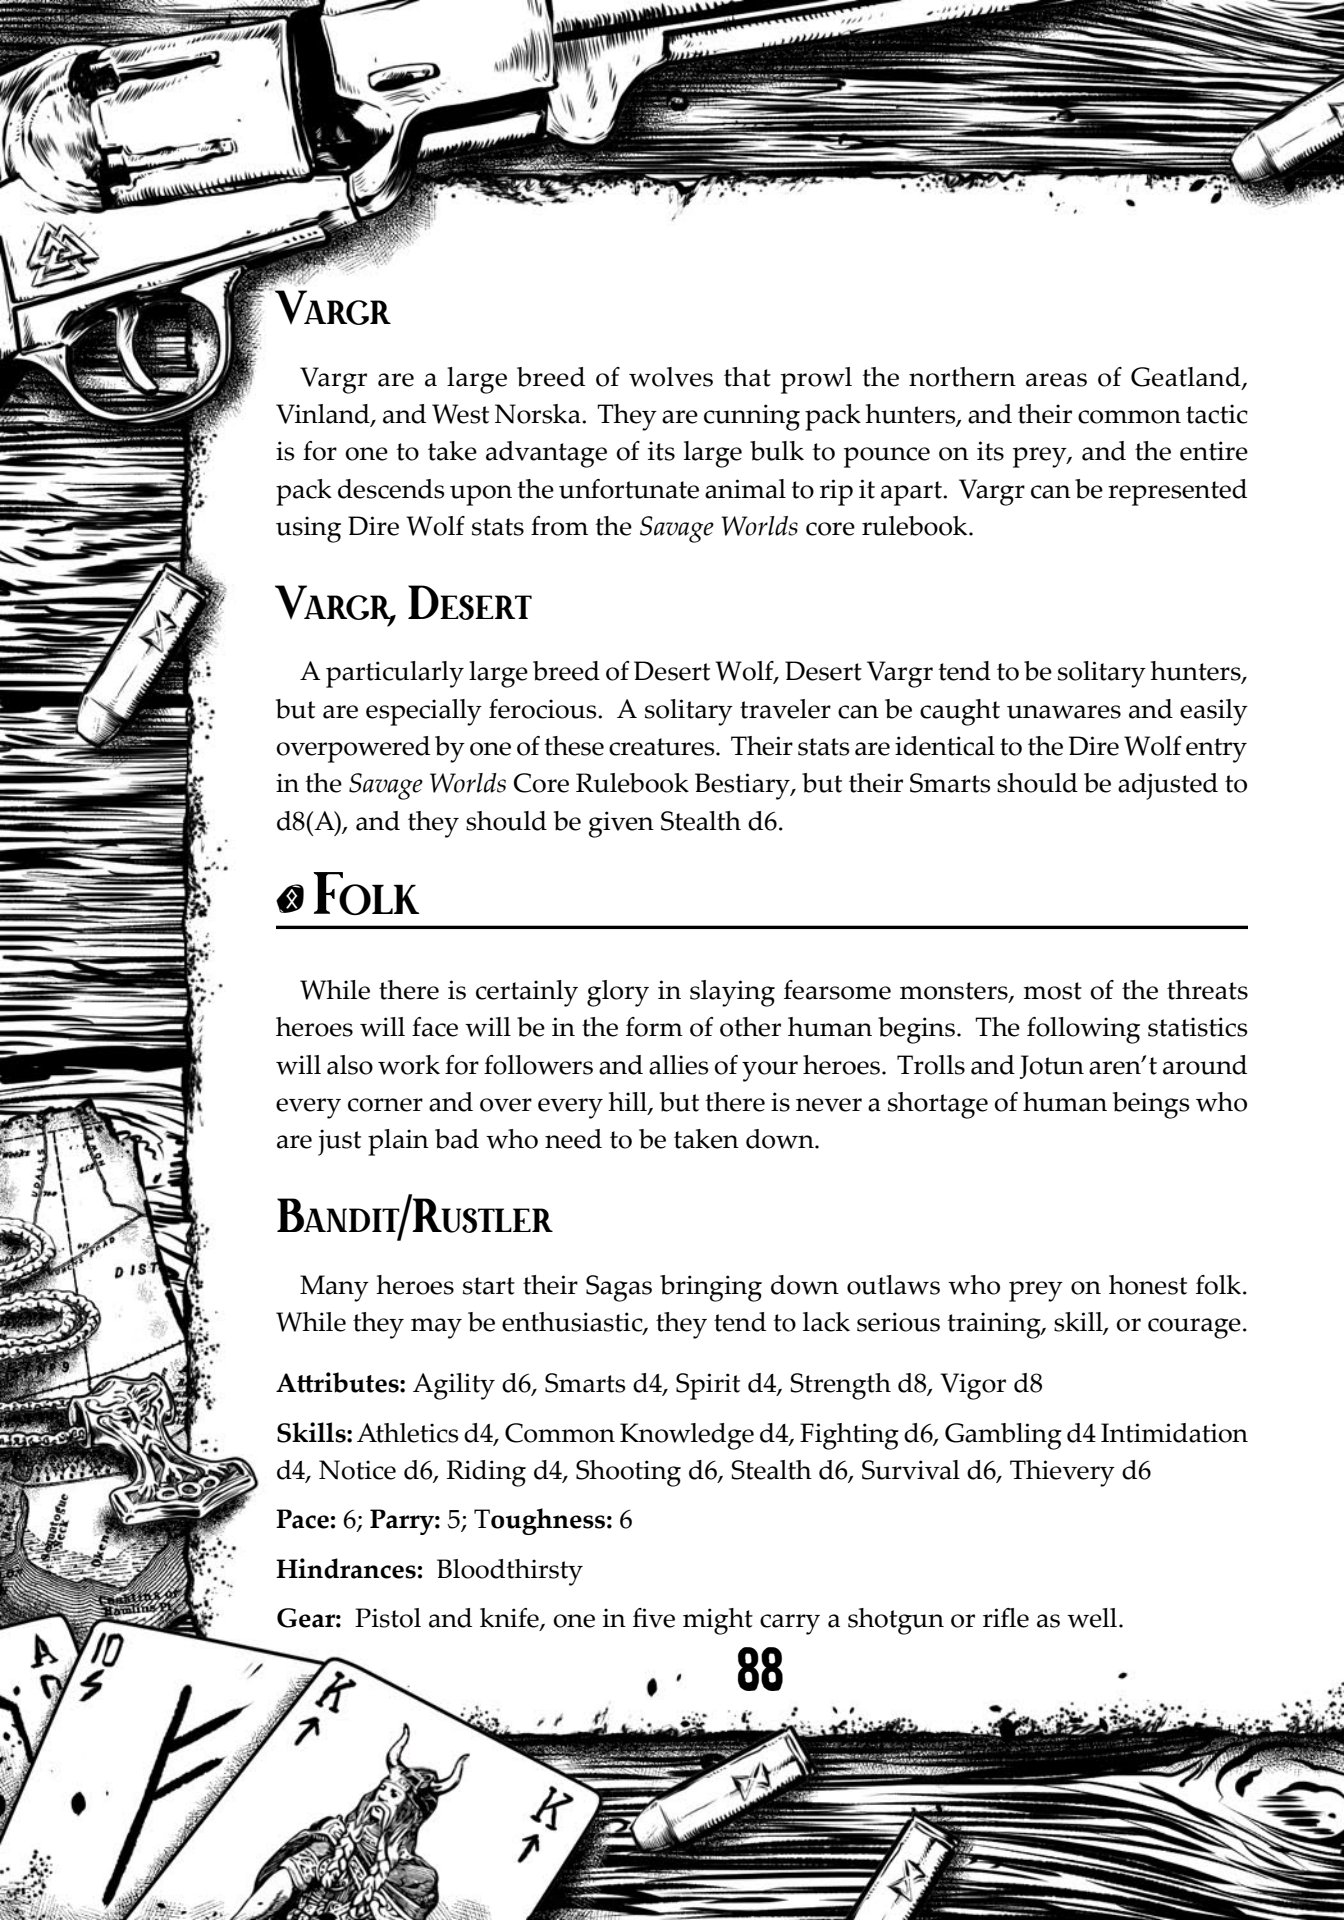 Vargr
Vargr are a large breed of wolves that prowl the northern areas of Geatland,
Vinland, and West Norska.  They are cunning pack hunters, and their common tactic
is for one to take advantage of its large bulk to pounce on its prey, and the entire
pack descends upon the unfortunate animal to rip it apart.  Vargr can be represented
using Dire Wolf stats from the Savage Worlds core rulebook.
Vargr, Desert
A particularly large breed of Desert Wolf, Desert Vargr tend to be solitary hunters,
but are especially ferocious.  A solitary traveler can be caught unawares and easily
overpowered by one of these creatures.  Their stats are identical to the Dire Wolf entry
in the Savage Worlds Core Rulebook Bestiary, but their Smarts should be adjusted to
d8(A), and they should be given Stealth d6.
Folk
While there is certainly glory in slaying fearsome monsters, most of the threats
heroes will face will be in the form of other human begins.  The following statistics
will also work for followers and allies of your heroes.  Trolls and Jotun aren't around
every corner and over every hill, but there is never a shortage of human beings who
are just plain bad who need to be taken down.
Bandit/Rustler
Many heroes start their Sagas bringing down outlaws who prey on honest folk.
While they may be enthusiastic, they tend to lack serious training, skill, or courage.
Attributes: Agility d6, Smarts d4, Spirit d4, Strength d8, Vigor d8
Skills: Athletics d4, Common Knowledge d4, Fighting d6, Gambling d4 Intimidation
d4, Notice d6, Riding d4, Shooting d6, Stealth d6, Survival d6, Thievery d6
Pace: 6; Parry: 5; Toughness: 6
Hindrances:  Bloodthirsty
Gear:  Pistol and knife, one in five might carry a shotgun or rifle as well.
88
DIST
A
10
K
K